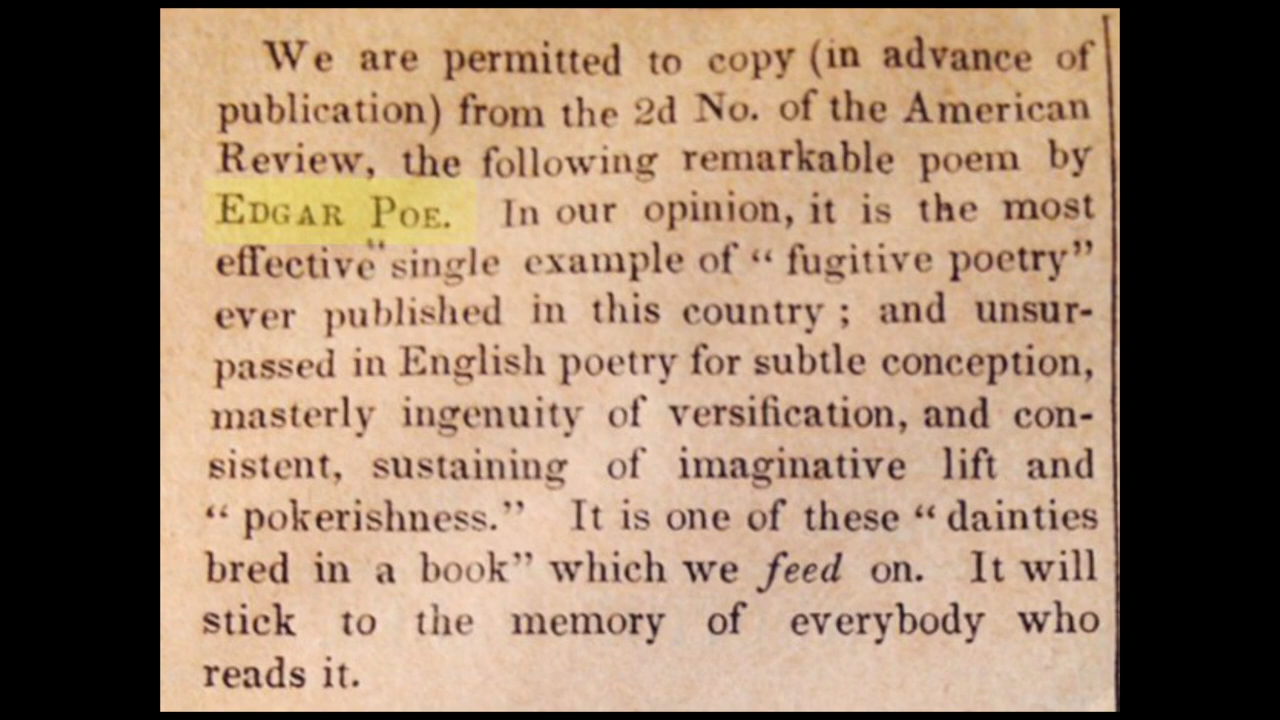 We are permitted to copy (in advance of
publication) from the 2d No. of the American
Review, the following remarkable poem by
EDGAR POE. In our opinion, it is the most
effective "single example of " fugitive poetry"
ever published in this country ; and unsur-
passed in English poetry for subtle conception,
masterly ingenuity of versification, and con-
sistent, sustaining of imaginative lift and
" pokerishness." It is one of these " dainties
bred in a book" which we feed on. It will
stick to the memory of everybody who
reads it.